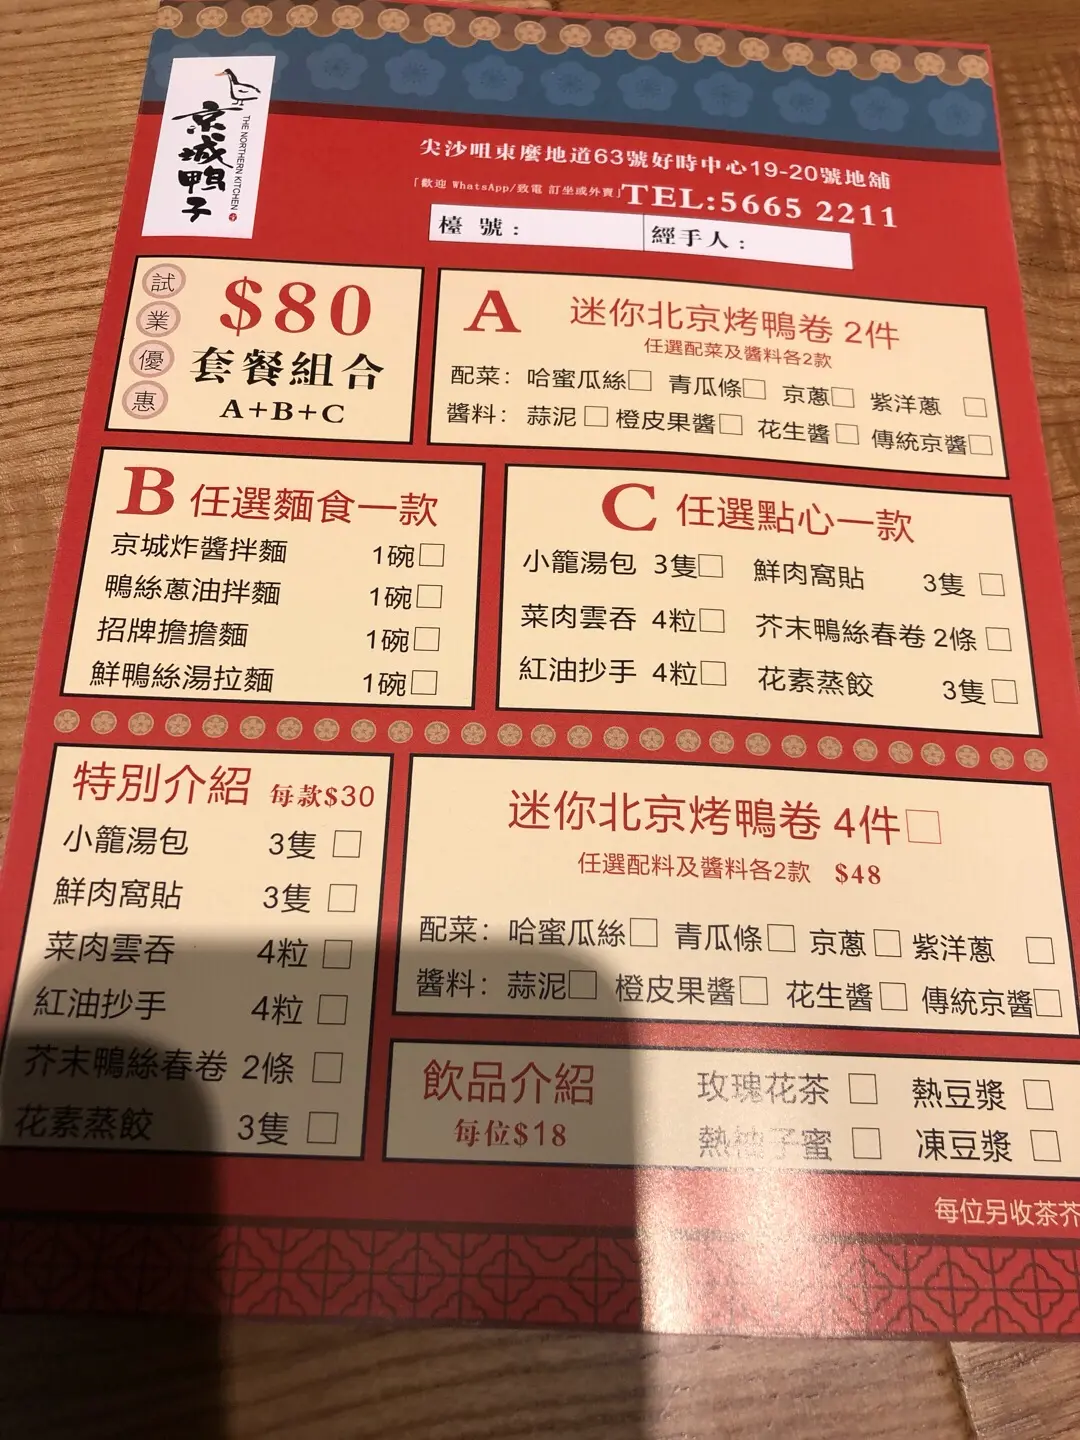 京城鴨子
THE NORTHERN KITCHEN
尖沙咀東麼地道63號好時中心19-20號地舖
「歡迎 WhatsApp/致電 訂坐或外賣」TEL:5665 2211
檯 號： 經手人：
試業優惠
$80
套餐組合
A+B+C
A 迷你北京烤鴨卷 2件
任選配菜及醬料各2款
配菜：哈蜜瓜絲□ 青瓜條□ 京蔥□ 紫洋蔥 □
醬料：蒜泥□ 橙皮果醬□ 花生醬□ 傳統京醬□
B 任選麵食一款
京城炸醬拌麵 1碗□
鴨絲蔥油拌麵 1碗□
招牌擔擔麵 1碗□
鮮鴨絲湯拉麵 1碗□
C 任選點心一款
小籠湯包 3隻□ 鮮肉窩貼 3隻 □
菜肉雲吞 4粒□ 芥末鴨絲春卷 2條 □
紅油抄手 4粒□ 花素蒸餃 3隻□
特別介紹 每款$30
小籠湯包 3隻 □
鮮肉窩貼 3隻 □
菜肉雲吞 4粒 □
紅油抄手 4粒 □
芥末鴨絲春卷 2條 □
花素蒸餃 3隻 □
迷你北京烤鴨卷 4件□
任選配料及醬料各2款 $48
配菜：哈蜜瓜絲□ 青瓜條□ 京蔥□ 紫洋蔥 □
醬料：蒜泥□ 橙皮果醬□ 花生醬□ 傳統京醬□
飲品介紹
每位$18
玫瑰花茶 □ 熱豆漿 □
熱柚子蜜 □ 凍豆漿 □
每位另收茶芥